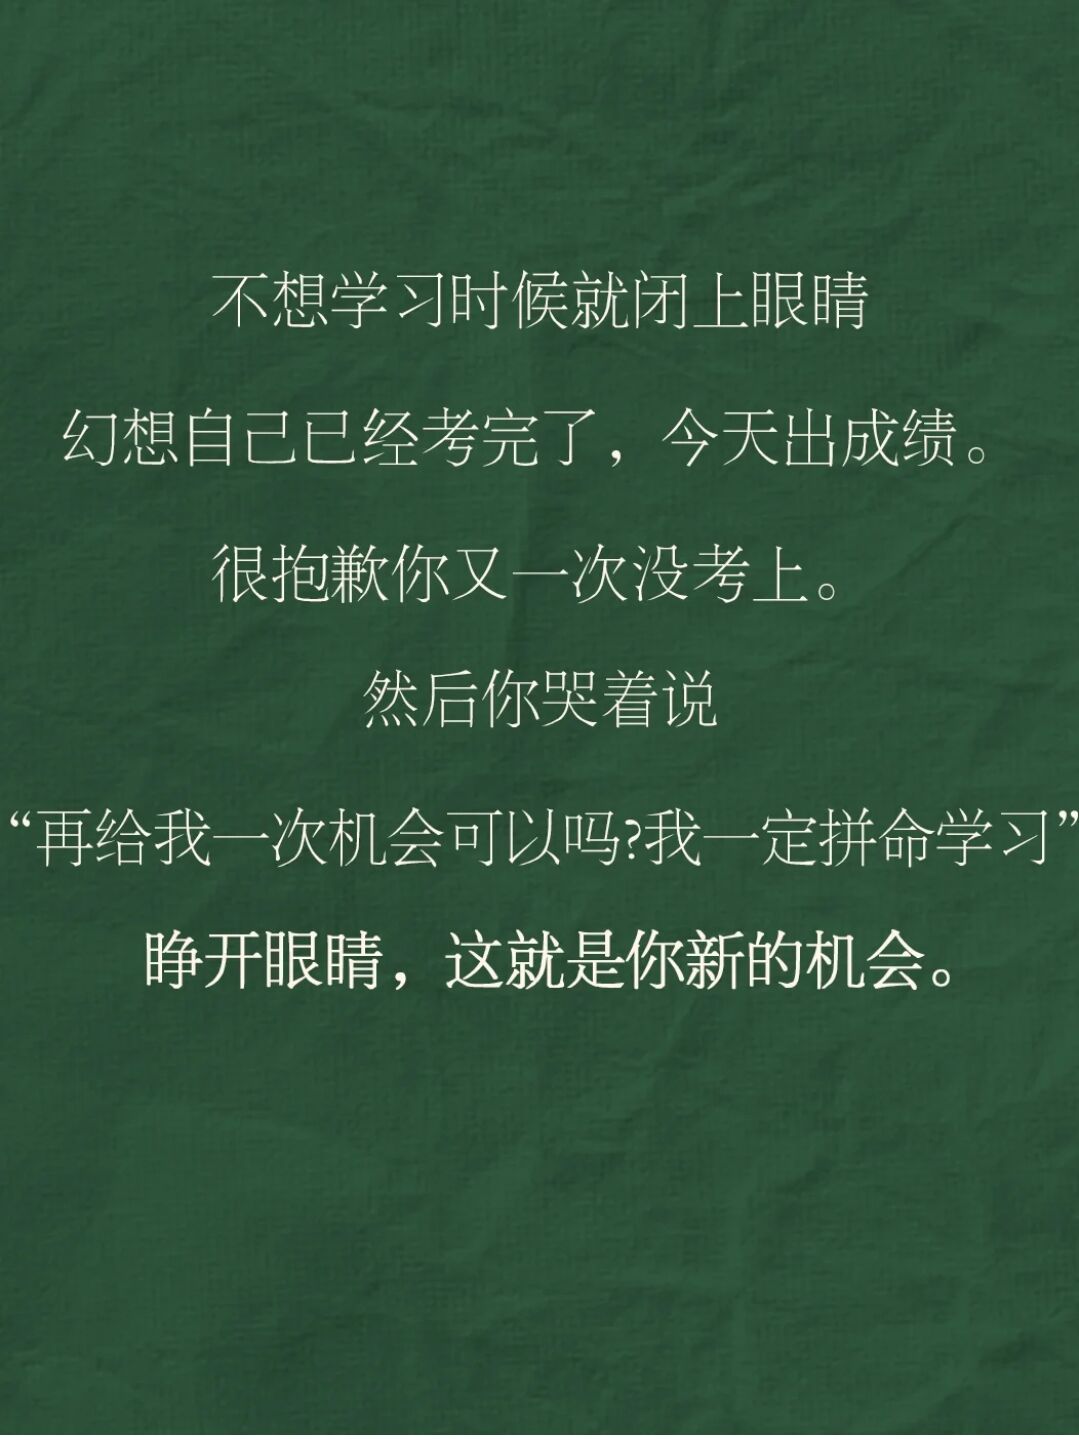 不想学习时候就闭上眼睛
幻想自己已经考完了，今天出成绩。
很抱歉你又一次没考上。
然后你哭着说
“再给我一次机会可以吗?我一定拼命学习”
睁开眼睛，这就是你新的机会。